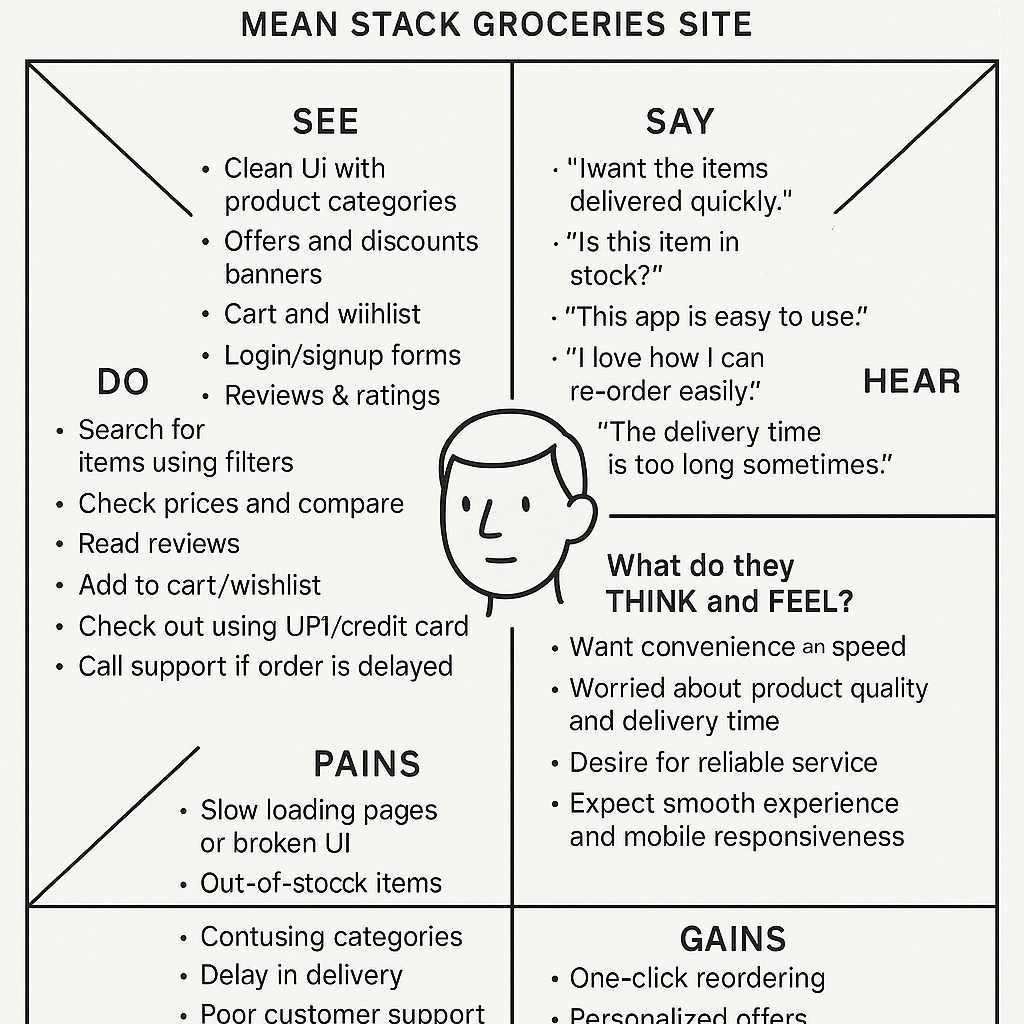 MEAN STACK GROCERIES SITE
SEE
• Clean Ui with
product categories
• Offers and discounts
banners
• Cart and wiihlist
• Login/signup forms
• Reviews & ratings
SAY
· "Iwant the items
delivered quickly."
· "Is this item in
stock?"
· "This app is easy to use."
· "I love how I can
re-order easily."
"The delivery time
is too long sometimes."
HEAR
DO
• Search for
items using filters
• Check prices and compare
• Read reviews
• Add to cart/wishlist
• Check out using UP1/credit card
• Call support if order is delayed
What do they
THINK and FEEL?
• Want convenience an speed
• Worried about product quality
and delivery time
• Desire for reliable service
• Expect smooth experience
and mobile responsiveness
PAINS
• Slow loading pages
or broken UI
• Out-of-stocck items
• Contusing categories
• Delay in delivery
• Poor customer support
GAINS
• One-click reordering
• Personalized offers